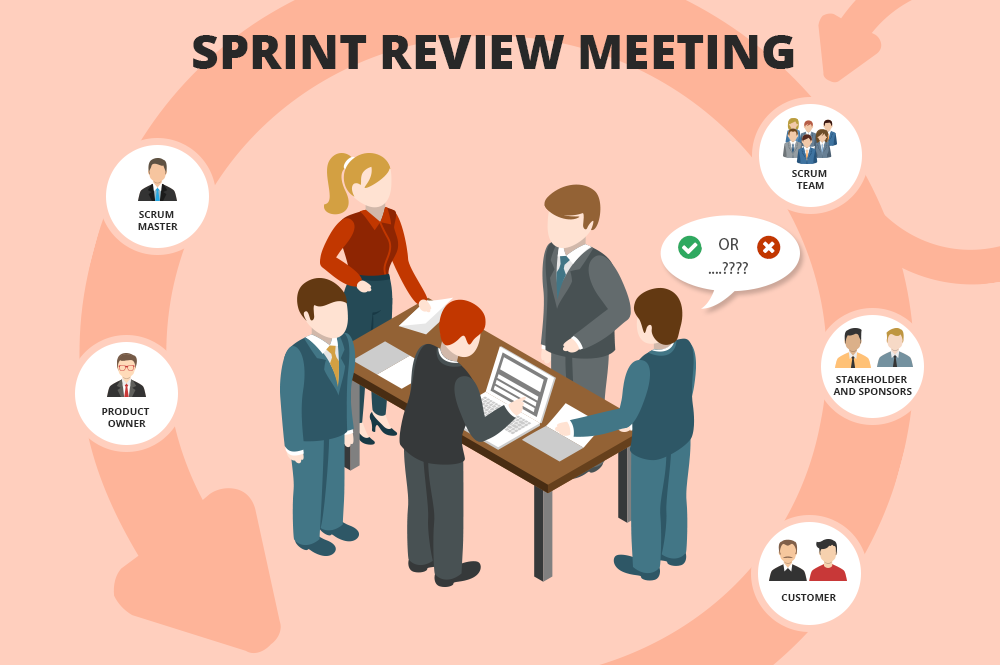 SPRINT REVIEW MEETING
SCRUM
MASTER
SCRUM
TEAM
OR
....????
PRODUCT
OWNER
STAKEHOLDER
AND SPONSORS
CUSTOMER